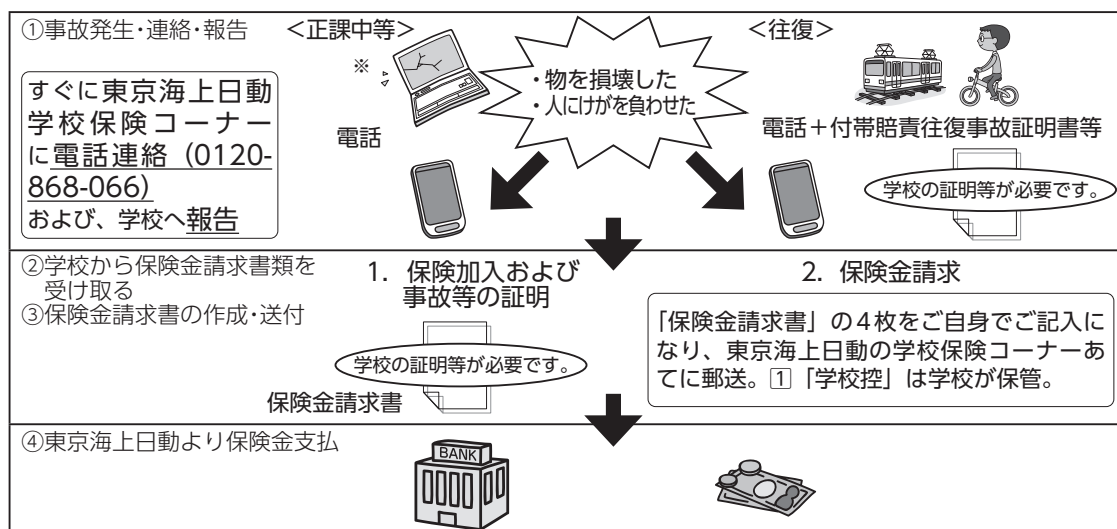 ①事故発生・連絡・報告
＜正課中等＞
＜往復＞
すぐに東京海上日動
学校保険コーナー
に電話連絡（0120-
868-066）
および、学校へ報告
※
電話
・物を損壊した
・人にけがを負わせた
電話＋付帯賠責往復事故証明書等
学校の証明等が必要です。
②学校から保険金請求書類を
受け取る
③保険金請求書の作成・送付
1. 保険加入および
事故等の証明
学校の証明等が必要です。
保険金請求書
2. 保険金請求
「保険金請求書」の４枚をご自身でご記入に
なり、東京海上日動の学校保険コーナーあ
てに郵送。1「学校控」は学校が保管。
④東京海上日動より保険金支払
BANK